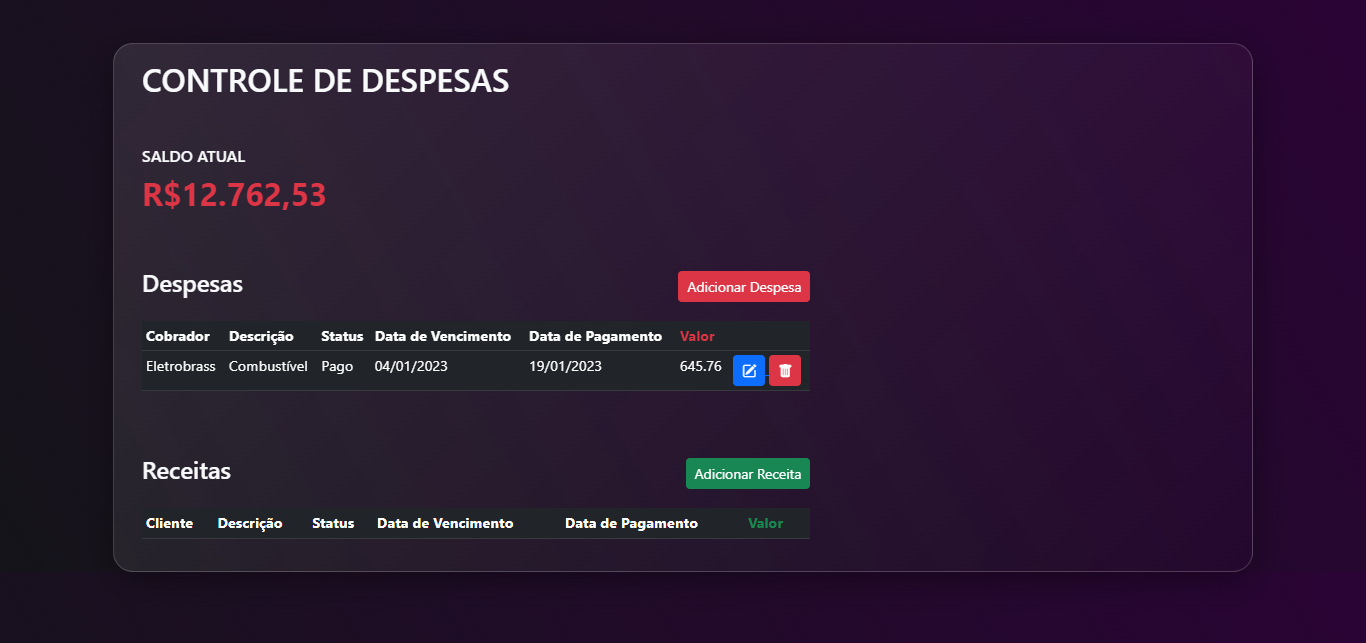 CONTROLE DE DESPESAS
SALDO ATUAL
R$12.762,53
Despesas Adicionar Despesa
Cobrador Descrição Status Data de Vencimento Data de Pagamento Valor
Eletrobrass Combustível Pago 04/01/2023 19/01/2023 645.76
Receitas Adicionar Receita
Cliente Descrição Status Data de Vencimento Data de Pagamento Valor